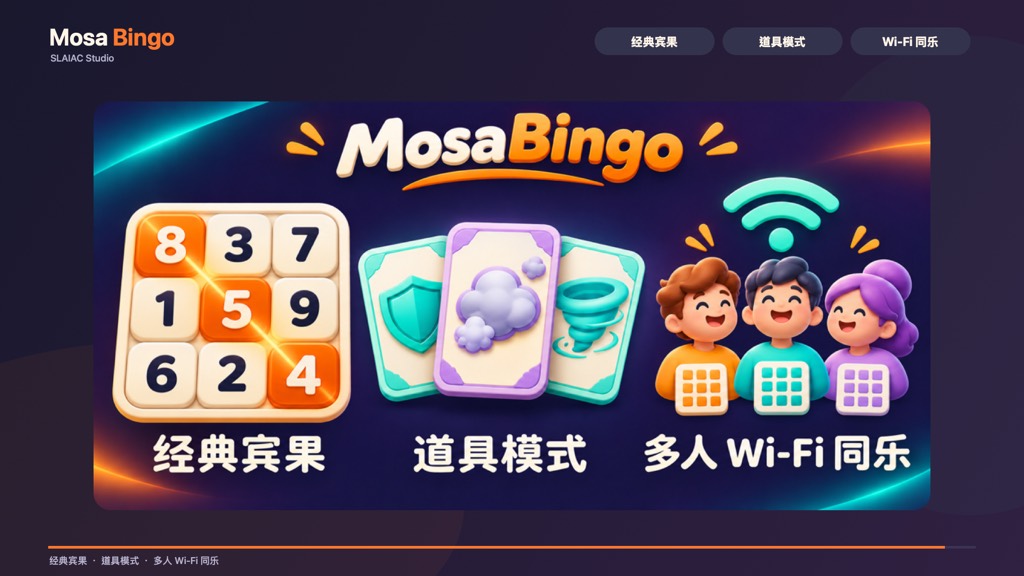 Mosa Bingo
SLAIAC Studio
经典宾果
道具模式
Wi-Fi 同乐
MosaBingo
8 3 7
1 5 9
6 2 4
经典宾果
道具模式
多人 Wi-Fi 同乐
经典宾果 · 道具模式 · 多人 Wi-Fi 同乐